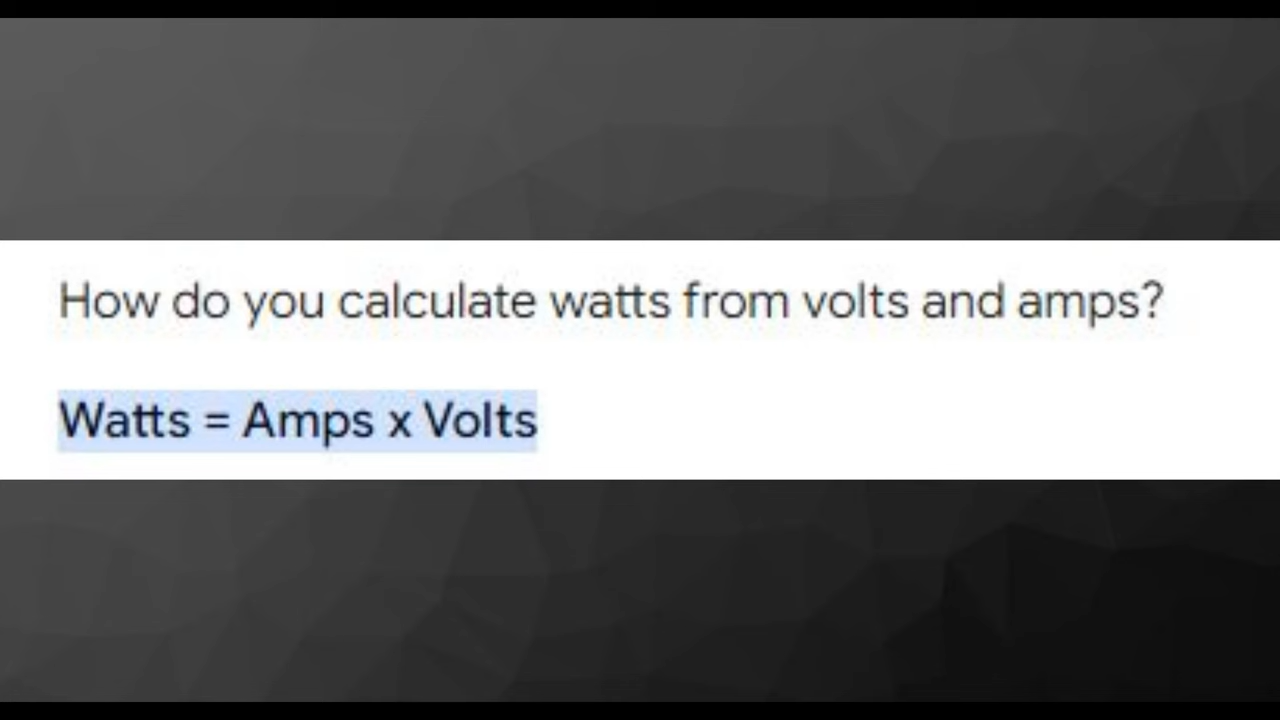 How do you calculate watts from volts and amps?
Watts = Amps x Volts